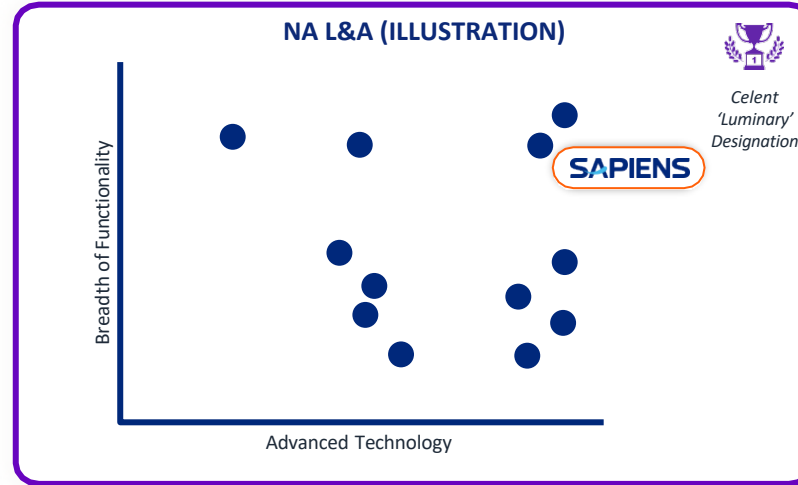 NA L&A (ILLUSTRATION)
1
Celent
‘Luminary’
Designation
SAPIENS
Breadth of Functionality
Advanced Technology